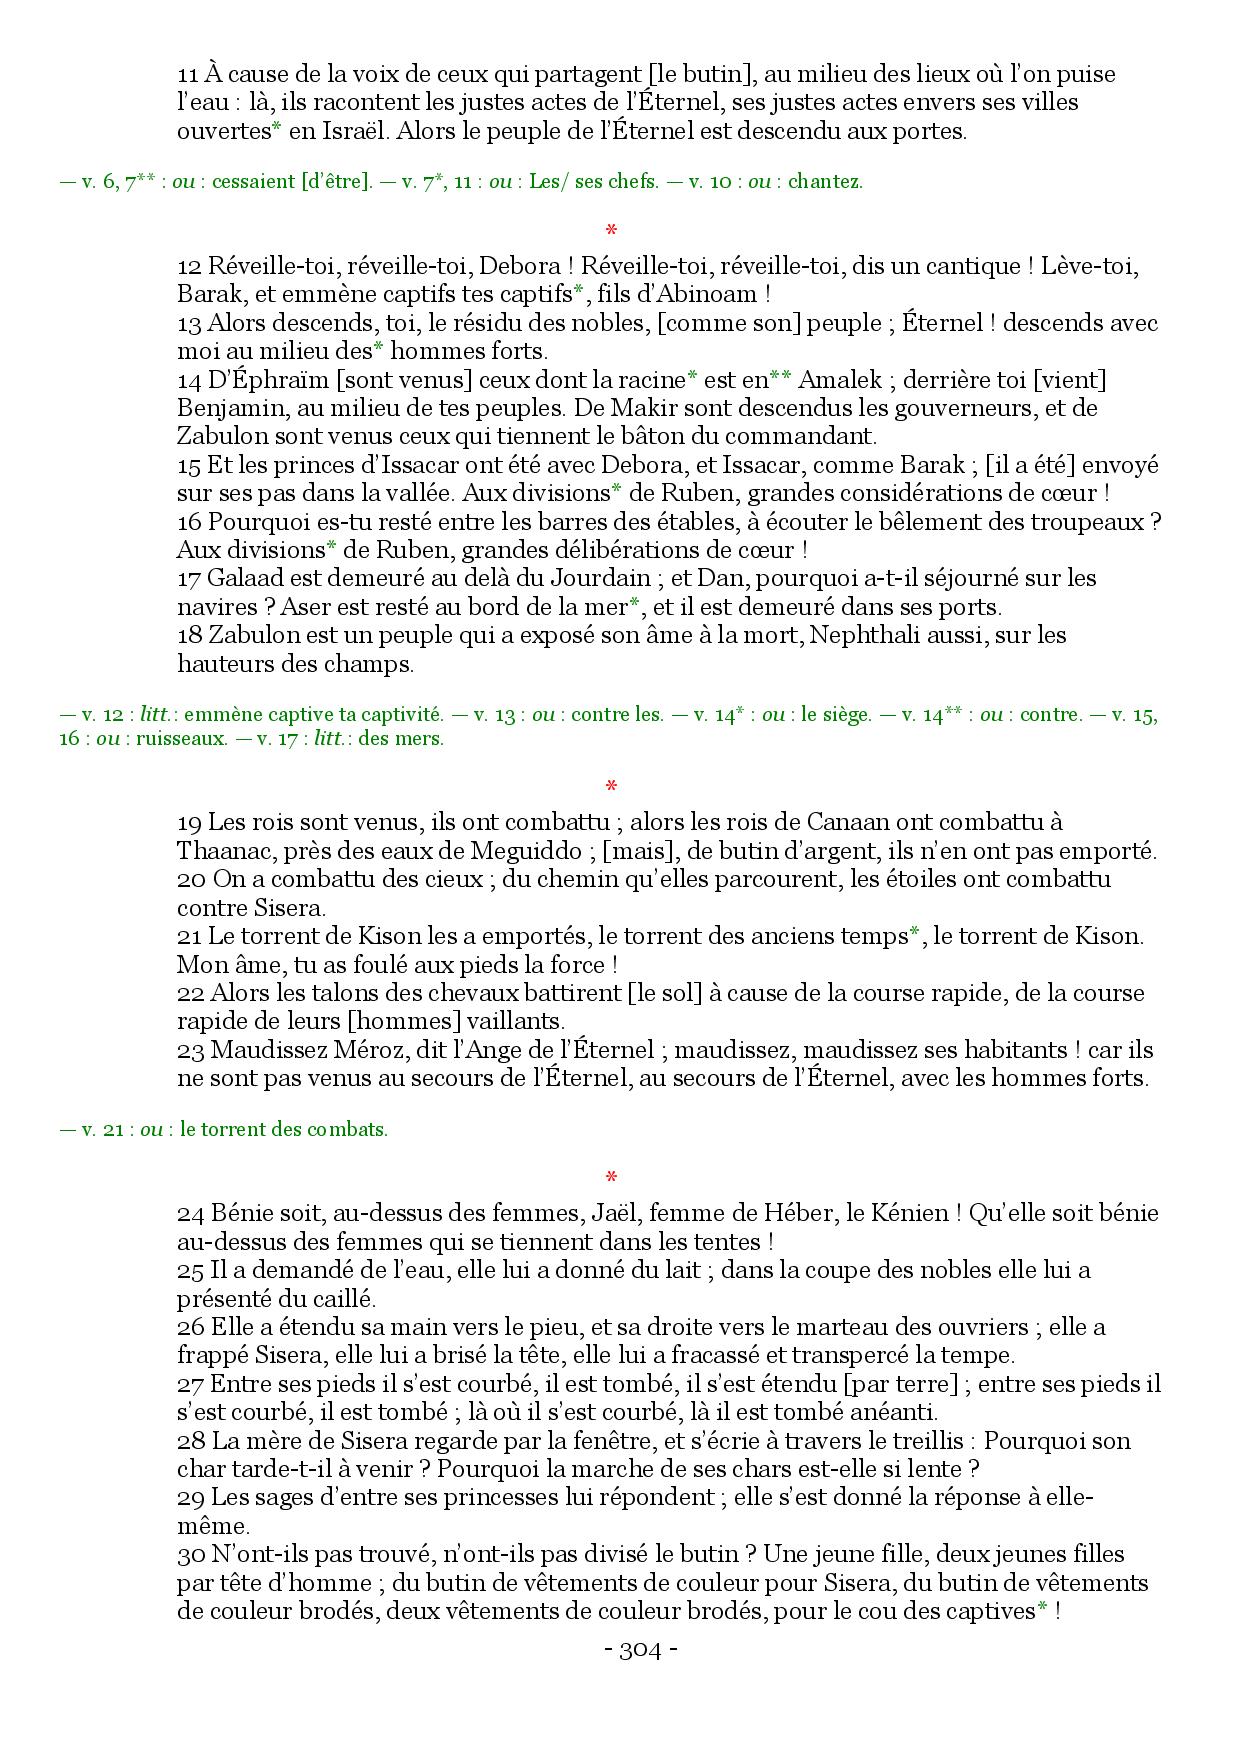 11 À cause de la voix de ceux qui partagent [le butin], au milieu des lieux où l’on puise
l’eau : là, ils racontent les justes actes de l’Éternel, ses justes actes envers ses villes
ouvertes* en Israël. Alors le peuple de l’Éternel est descendu aux portes.
— v. 6, 7** : ou : cessaient [d’être]. — v. 7*, 11 : ou : Les/ ses chefs. — v. 10 : ou : chantez.
*
12 Réveille-toi, réveille-toi, Debora ! Réveille-toi, réveille-toi, dis un cantique ! Lève-toi,
Barak, et emmène captifs tes captifs*, fils d’Abinoam !
13 Alors descends, toi, le résidu des nobles, [comme son] peuple ; Éternel ! descends avec
moi au milieu des* hommes forts.
14 D’Éphraïm [sont venus] ceux dont la racine* est en** Amalek ; derrière toi [vient]
Benjamin, au milieu de tes peuples. De Makir sont descendus les gouverneurs, et de
Zabulon sont venus ceux qui tiennent le bâton du commandant.
15 Et les princes d’Issacar ont été avec Debora, et Issacar, comme Barak ; [il a été] envoyé
sur ses pas dans la vallée. Aux divisions* de Ruben, grandes considérations de cœur !
16 Pourquoi es-tu resté entre les barres des étables, à écouter le bêlement des troupeaux ?
Aux divisions* de Ruben, grandes délibérations de cœur !
17 Galaad est demeuré au delà du Jourdain ; et Dan, pourquoi a-t-il séjourné sur les
navires ? Aser est resté au bord de la mer*, et il est demeuré dans ses ports.
18 Zabulon est un peuple qui a exposé son âme à la mort, Nephthali aussi, sur les
hauteurs des champs.
— v. 12 : litt.: emmène captive ta captivité. — v. 13 : ou : contre les. — v. 14* : ou : le siège. — v. 14** : ou : contre. — v. 15,
16 : ou : ruisseaux. — v. 17 : litt.: des mers.
*
19 Les rois sont venus, ils ont combattu ; alors les rois de Canaan ont combattu à
Thaanac, près des eaux de Meguiddo ; [mais], de butin d’argent, ils n’en ont pas emporté.
20 On a combattu des cieux ; du chemin qu’elles parcourent, les étoiles ont combattu
contre Sisera.
21 Le torrent de Kison les a emportés, le torrent des anciens temps*, le torrent de Kison.
Mon âme, tu as foulé aux pieds la force !
22 Alors les talons des chevaux battirent [le sol] à cause de la course rapide, de la course
rapide de leurs [hommes] vaillants.
23 Maudissez Méroz, dit l’Ange de l’Éternel ; maudissez, maudissez ses habitants ! car ils
ne sont pas venus au secours de l’Éternel, au secours de l’Éternel, avec les hommes forts.
— v. 21 : ou : le torrent des combats.
*
24 Bénie soit, au-dessus des femmes, Jaël, femme de Héber, le Kénien ! Qu’elle soit bénie
au-dessus des femmes qui se tiennent dans les tentes !
25 Il a demandé de l’eau, elle lui a donné du lait ; dans la coupe des nobles elle lui a
présenté du caillé.
26 Elle a étendu sa main vers le pieu, et sa droite vers le marteau des ouvriers ; elle a
frappé Sisera, elle lui a brisé la tête, elle lui a fracassé et transpercé la tempe.
27 Entre ses pieds il s’est courbé, il est tombé, il s’est étendu [par terre] ; entre ses pieds il
s’est courbé, il est tombé ; là où il s’est courbé, là il est tombé anéanti.
28 La mère de Sisera regarde par la fenêtre, et s’écrie à travers le treillis : Pourquoi son
char tarde-t-il à venir ? Pourquoi la marche de ses chars est-elle si lente ?
29 Les sages d’entre ses princesses lui répondent ; elle s’est donné la réponse à elle-
même.
30 N’ont-ils pas trouvé, n’ont-ils pas divisé le butin ? Une jeune fille, deux jeunes filles
par tête d’homme ; du butin de vêtements de couleur pour Sisera, du butin de vêtements
de couleur brodés, deux vêtements de couleur brodés, pour le cou des captives* !
- 304 -